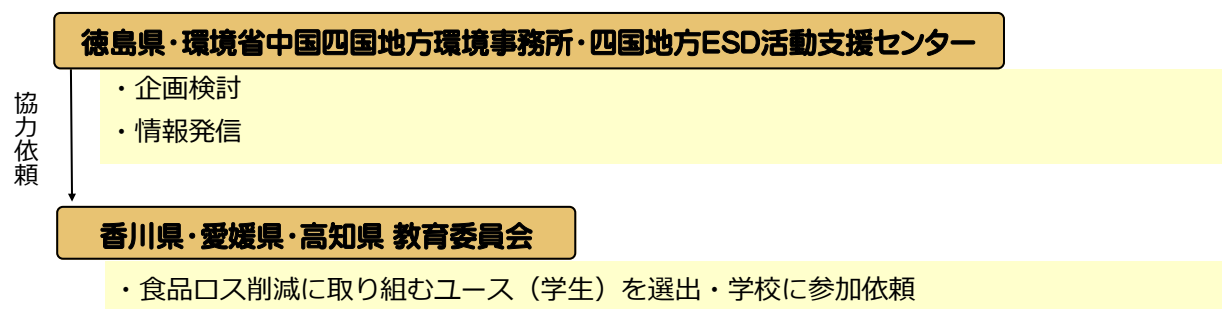 徳島県・環境省中国四国地方環境事務所・四国地方ESD活動支援センター
・企画検討
・情報発信
協力依頼
香川県・愛媛県・高知県 教育委員会
・食品ロス削減に取り組むユース（学生）を選出・学校に参加依頼